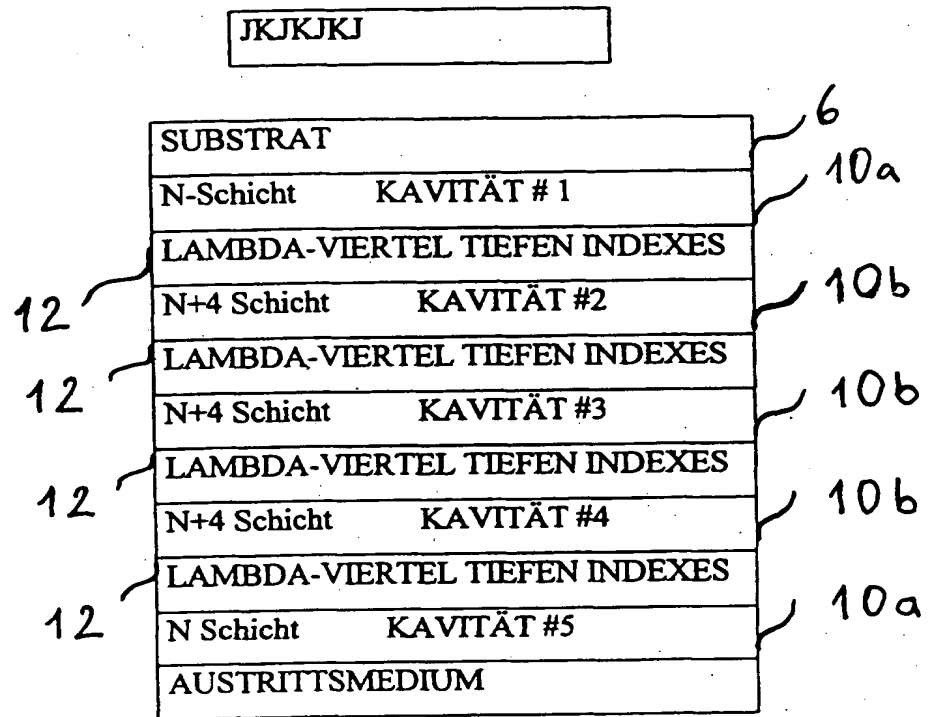 JKJKJKJ
SUBSTRAT 6
N-Schicht KAVITÄT # 1 10a
LAMBDA-VIERTEL TIEFEN INDEXES
12 N+4 Schicht KAVITÄT #2 10b
LAMBDA-VIERTEL TIEFEN INDEXES
12 N+4 Schicht KAVITÄT #3 10b
LAMBDA-VIERTEL TIEFEN INDEXES
12 N+4 Schicht KAVITÄT #4 10b
LAMBDA-VIERTEL TIEFEN INDEXES
12 N Schicht KAVITÄT #5 10a
AUSTRITTSMEDIUM